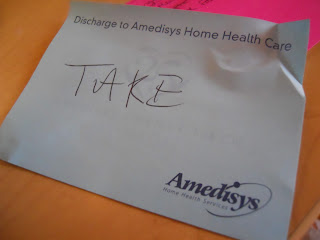 Discharge to Amedisys Home Health Care
TAKE
Amedisys
Home Health Services